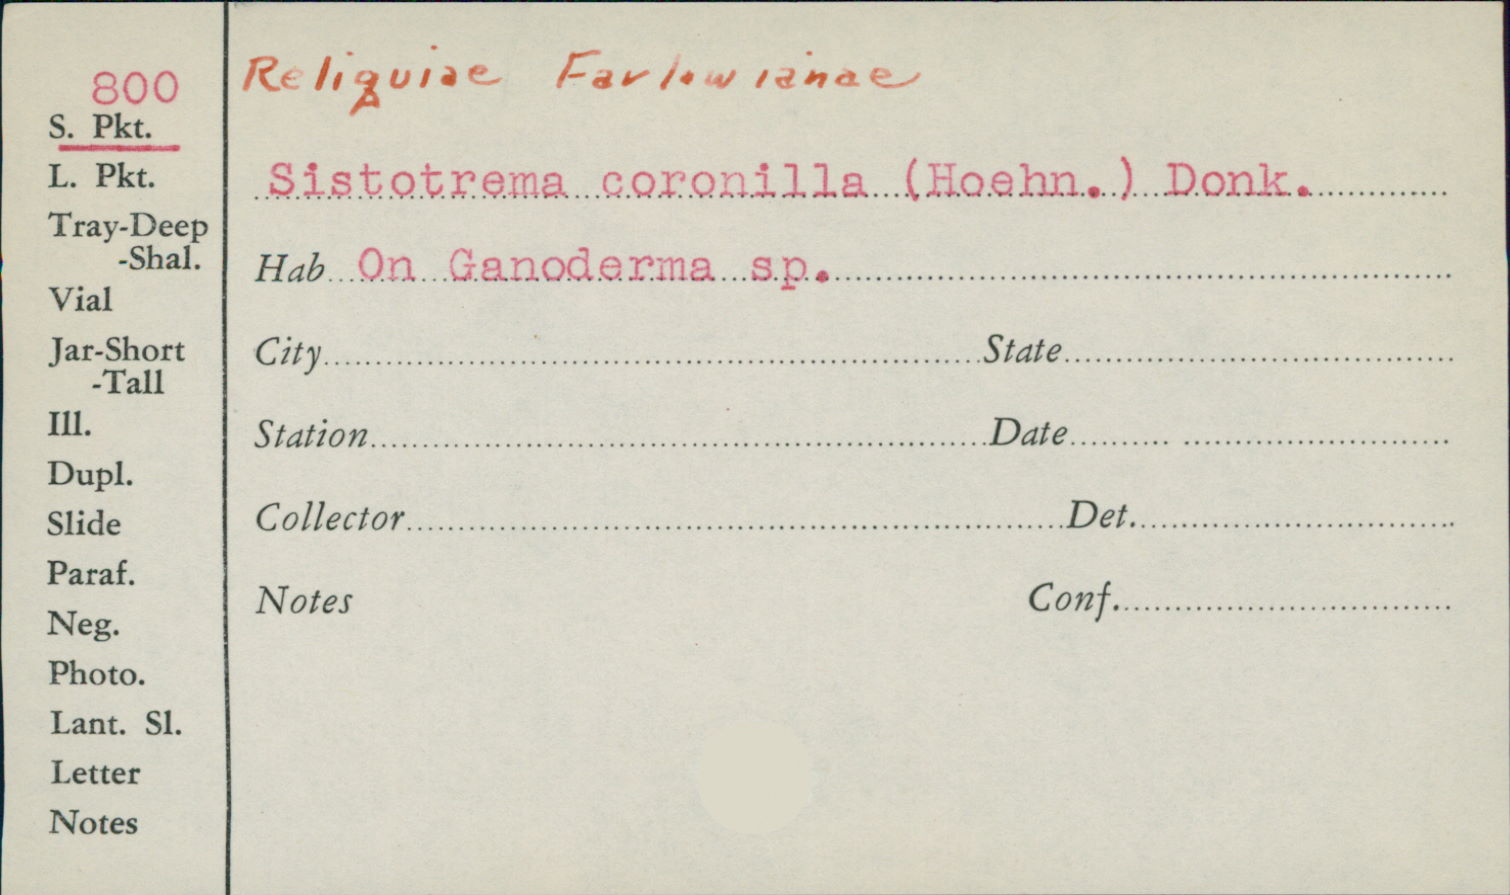 800
S. Pkt.
L. Pkt.
Tray-Deep
-Shal.
Vial
Jar-Short
-Tall
Ill.
Dupl.
Slide
Paraf.
Neg.
Photo.
Lant. Sl.
Letter
Notes
Reliquiae Farlowianae
Sistotrema coronilla (Hoehn.) Donk.
Hab On Ganoderma sp.
City State
Station Date
Collector Det.
Notes Conf.